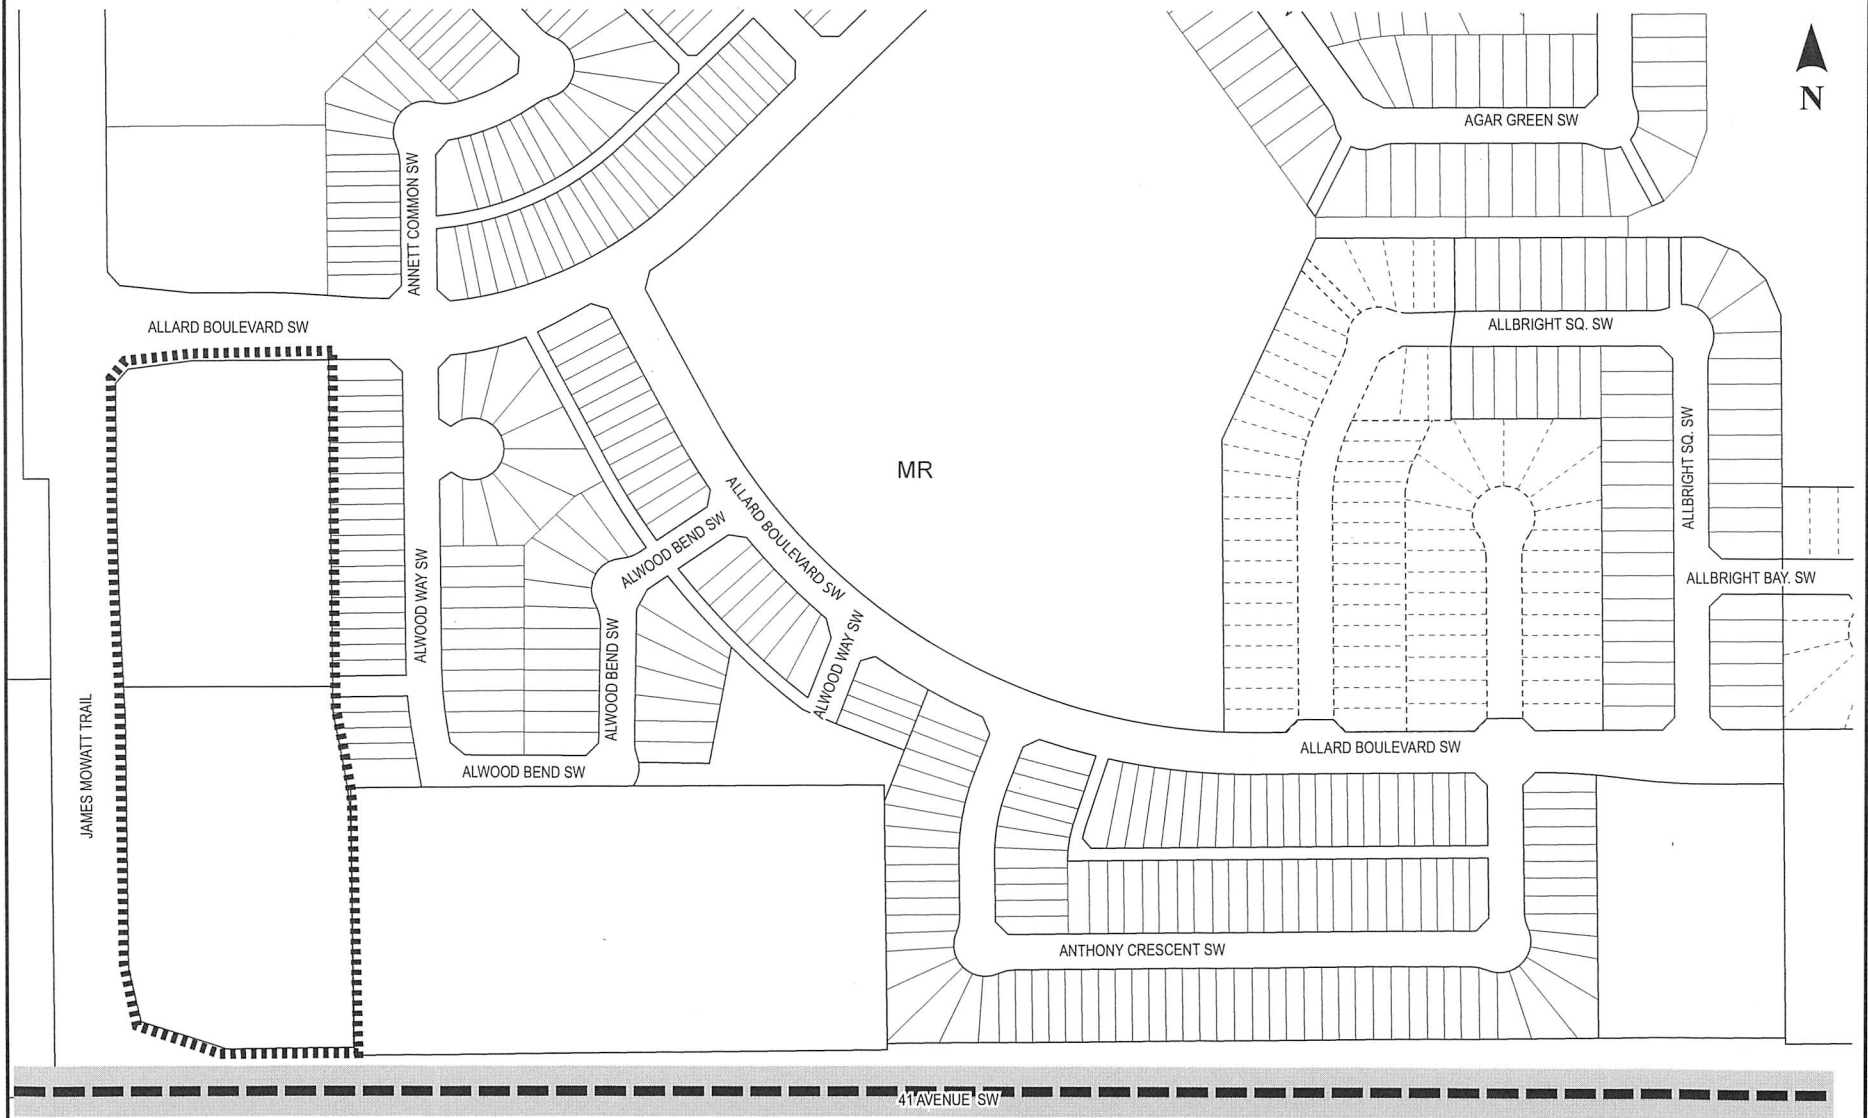 N
AGAR GREEN SW
ANNETT COMMON SW
ALLARD BOULEVARD SW
ALLBRIGHT SQ. SW
ALLBRIGHT SQ. SW
MR
ALLARD BOULEVARD SW
ALWOOD BEND SW
ALWOOD WAY SW
ALLBRIGHT BAY. SW
ALWOOD BEND SW
ALWOOD WAY SW
JAMES MOWATT TRAIL
ALWOOD BEND SW
ALLARD BOULEVARD SW
ANTHONY CRESCENT SW
41 AVENUE SW